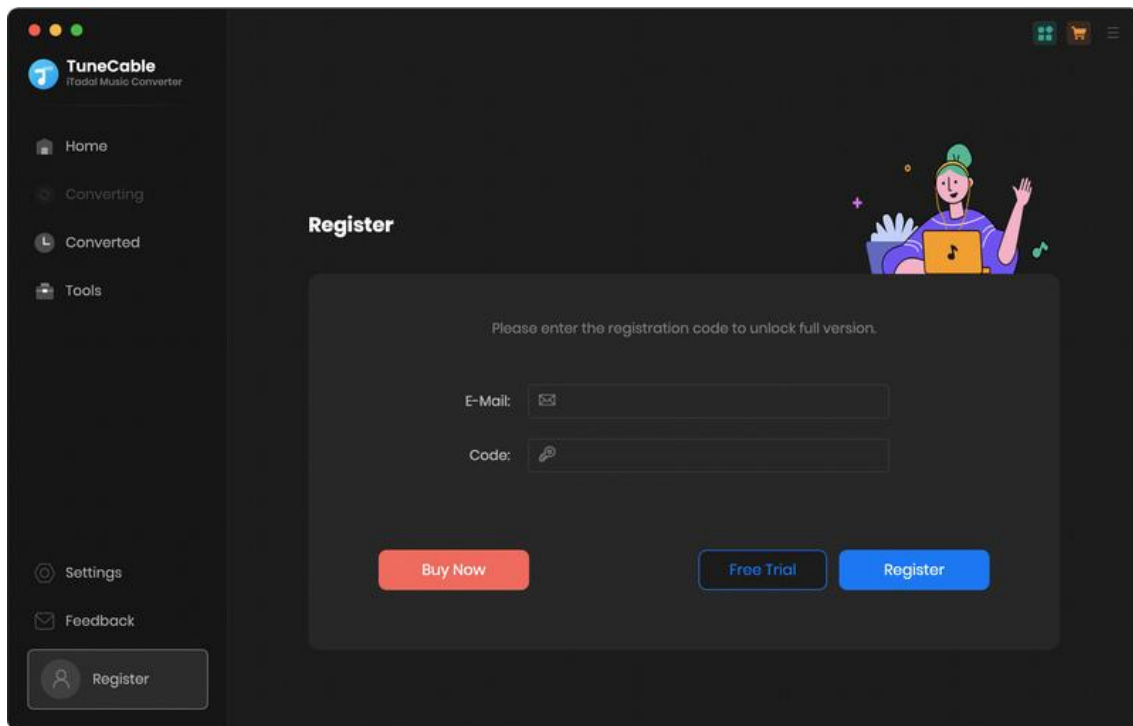 TuneCable
iTadal Music Converter
Home
Converting
Converted
Tools
Settings
Feedback
Register
Register
Please enter the registration code to unlock full version.
E-Mail:
Code:
Buy Now
Free Trial
Register